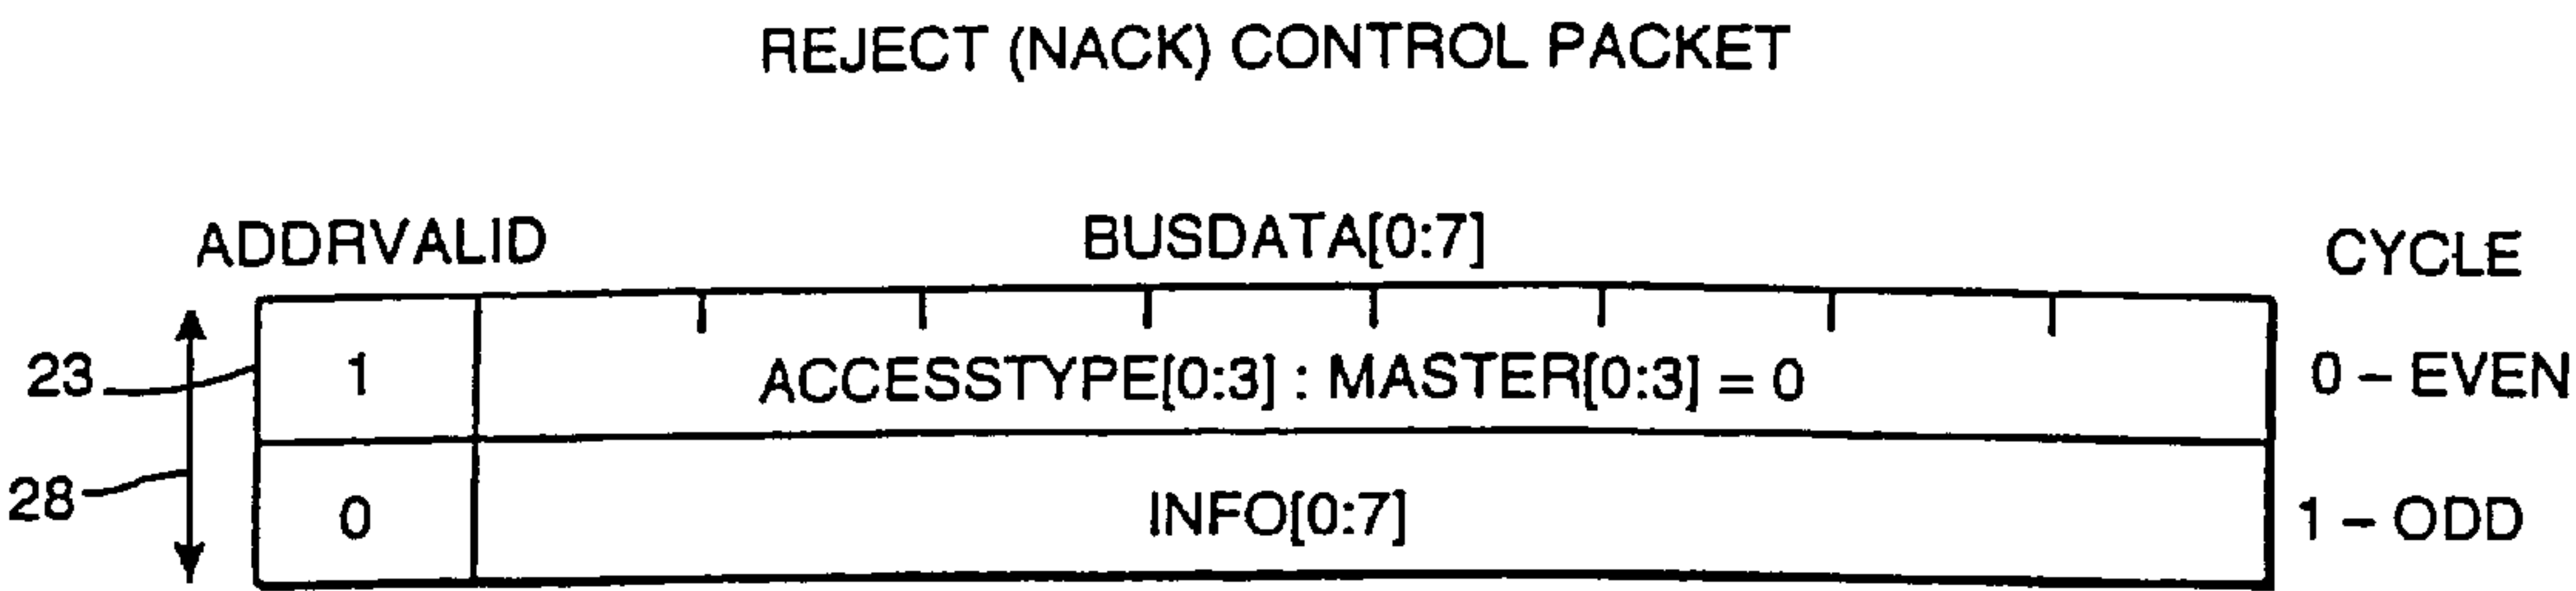 REJECT (NACK) CONTROL PACKET
ADDRVALID BUSDATA[0:7] CYCLE
23 1 ACCESSTYPE[0:3] : MASTER[0:3] = 0 0 – EVEN
28 0 INFO[0:7] 1 – ODD